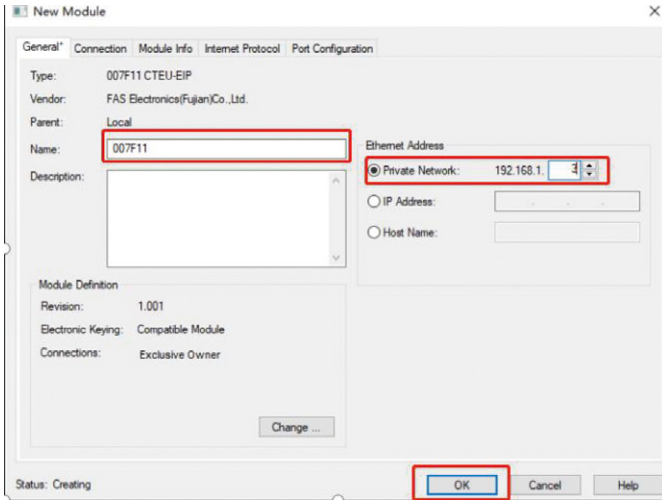 New Module
General* Connection Module Info Internet Protocol Port Configuration
Type: 007F11 CTEU-EIP
Vendor: FAS Electronics(Fujian)Co.,Ltd.
Parent: Local
Name: 007F11
Description:
Ethernet Address
Private Network: 192.168.1. 3
IP Address:
Host Name:
Module Definition
Revision: 1.001
Electronic Keying: Compatible Module
Connections: Exclusive Owner
Change ...
Status: Creating
OK Cancel Help